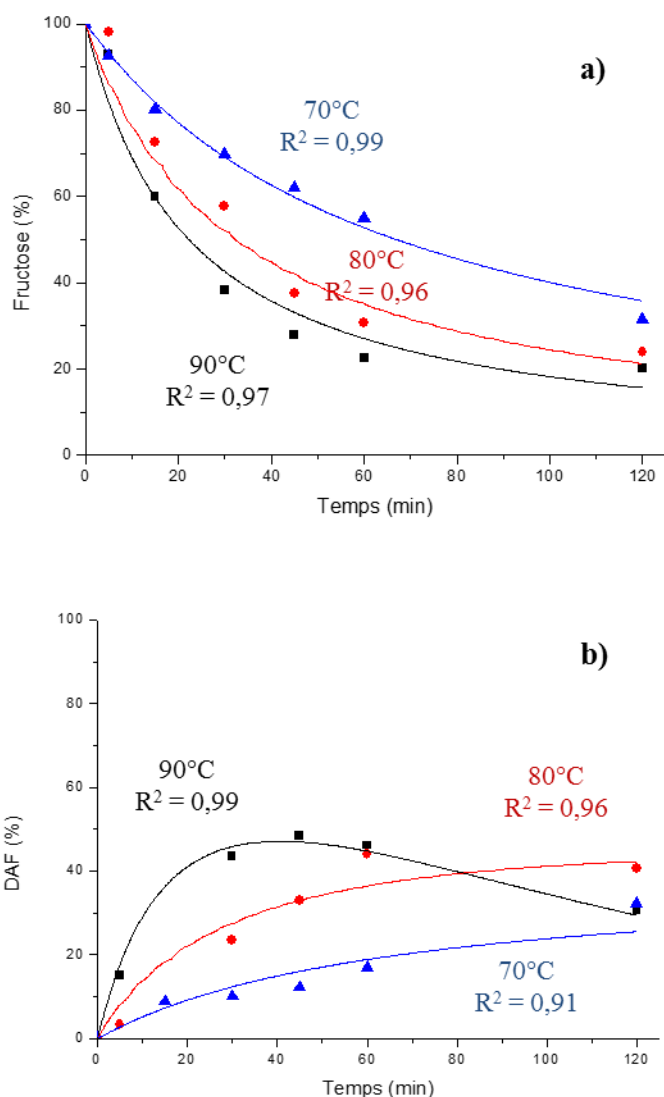 100
a)
70°C
R² = 0,99
80
60
Fructose (%)
80°C
R² = 0,96
40
90°C
R² = 0,97
20
0
0 20 40 60 80 100 120
Temps (min)
100
b)
80
90°C
R² = 0,99
80°C
R² = 0,96
60
DAF (%)
40
20
70°C
R² = 0,91
0
0 20 40 60 80 100 120
Temps (min)